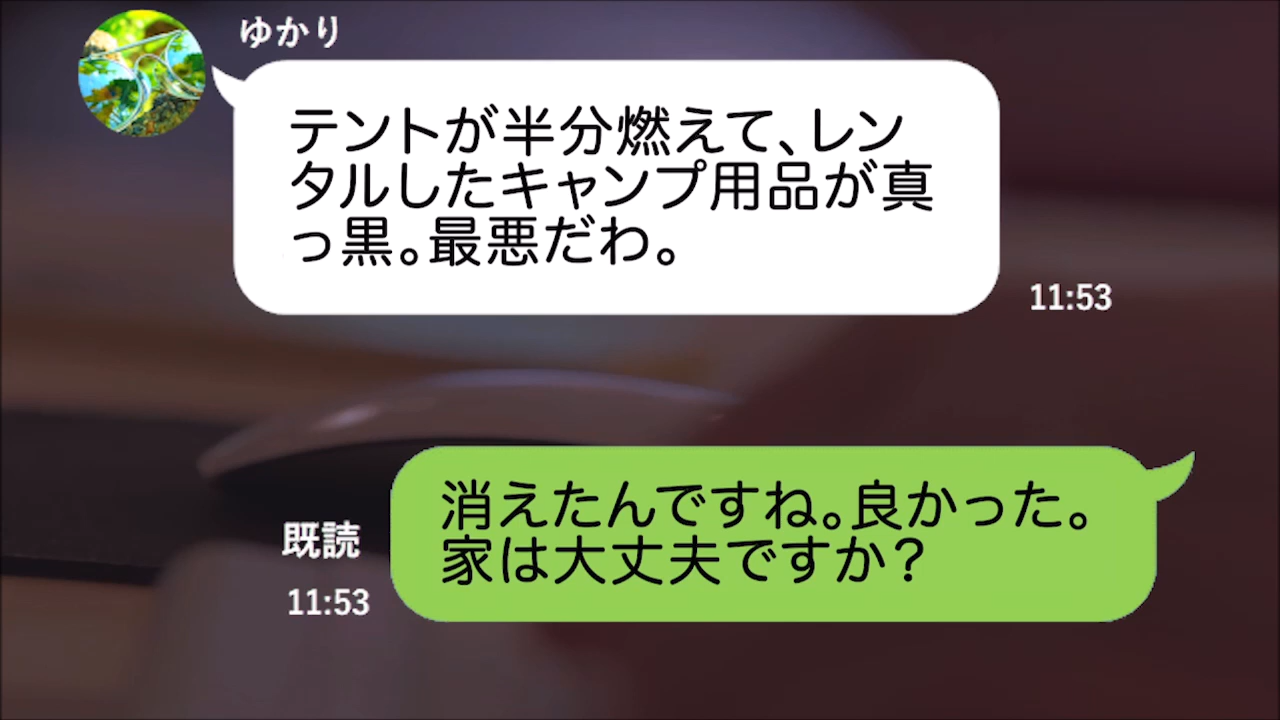 ゆかり
テントが半分燃えて、レン
タルしたキャンプ用品が真
っ黒。最悪だわ。
11:53
消えたんですね。良かった。
家は大丈夫ですか？
既読
11:53